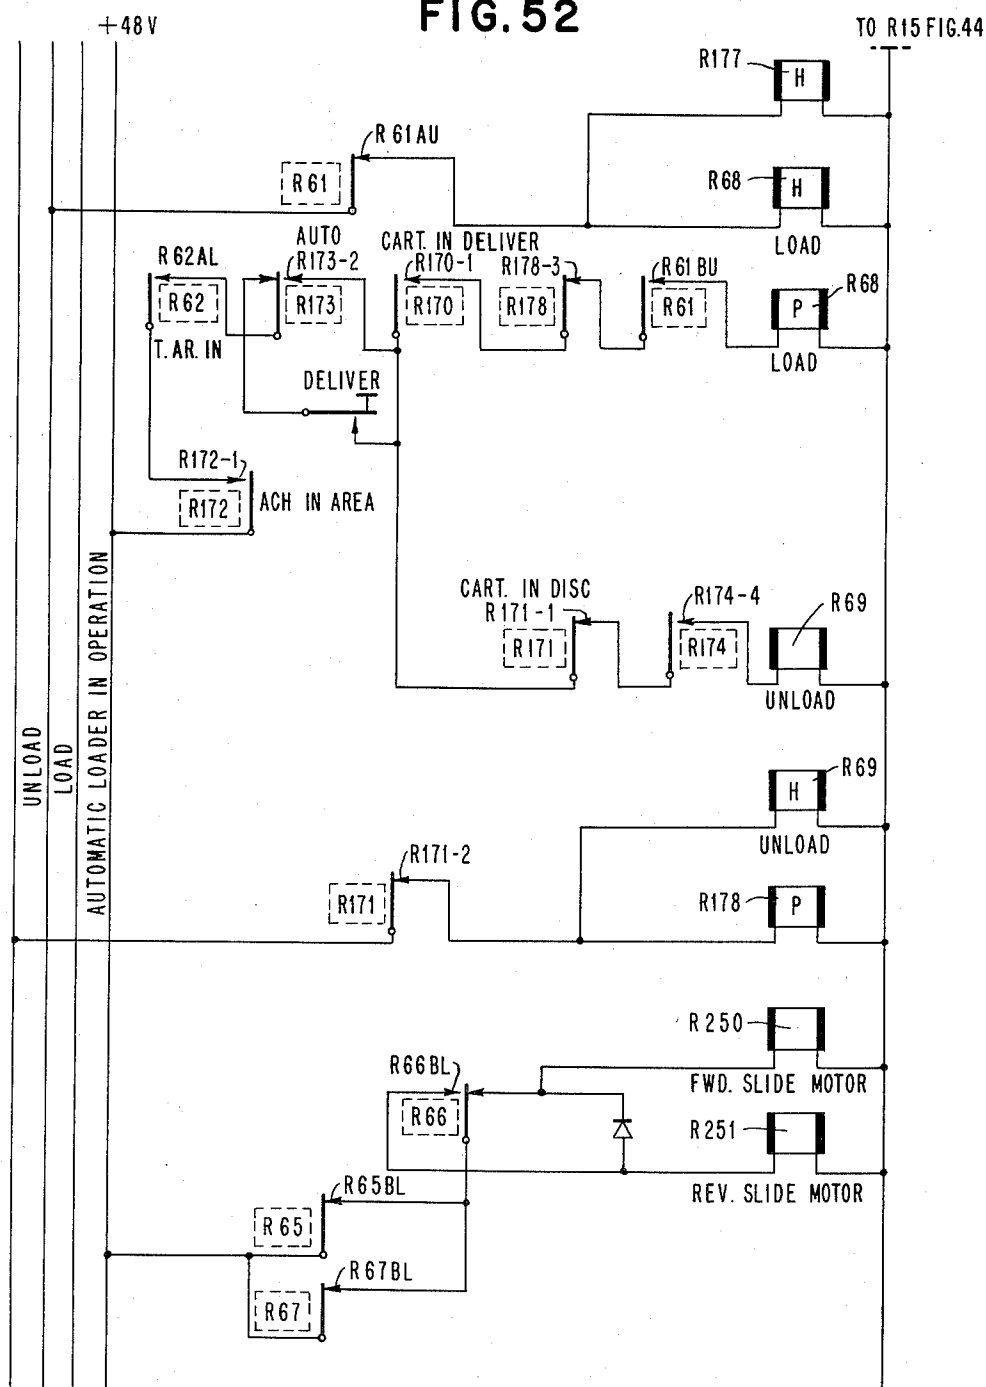 FIG. 52
+48V
TO R15 FIG.44
R177
H
R61AU
R61
R68
H
LOAD
AUTO
CART. IN DELIVER
R62AL
R173-2
R170-1
R178-3
R61BU
R68
R62
R173
R170
R178
R61
P
T. AR. IN
LOAD
DELIVER
R172-1
R172
ACH IN AREA
CART. IN DISC
R171-1
R174-4
R69
R171
R174
UNLOAD
UNLOAD
LOAD
AUTOMATIC LOADER IN OPERATION
R69
H
UNLOAD
R171-2
R171
R178
P
R250
R66BL
FWD. SLIDE MOTOR
R66
R251
R65BL
REV. SLIDE MOTOR
R65
R67BL
R67